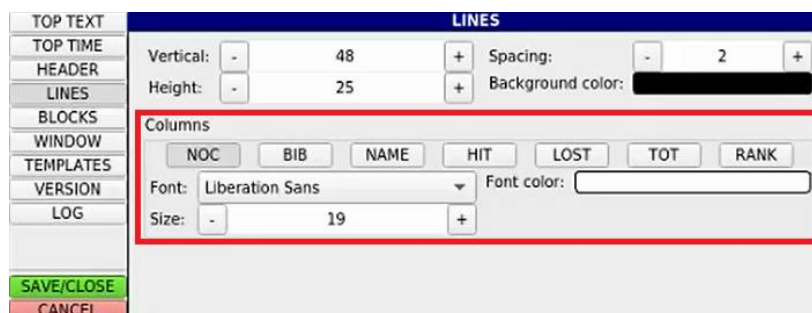 TOP TEXT
TOP TIME
HEADER
LINES
BLOCKS
WINDOW
TEMPLATES
VERSION
LOG
SAVE/CLOSE
CANCEL
LINES
Vertical: - 48 + Spacing: - 2 +
Height: - 25 + Background color:
Columns
NOC BIB NAME HIT LOST TOT RANK
Font: Liberation Sans Font color:
Size: - 19 +